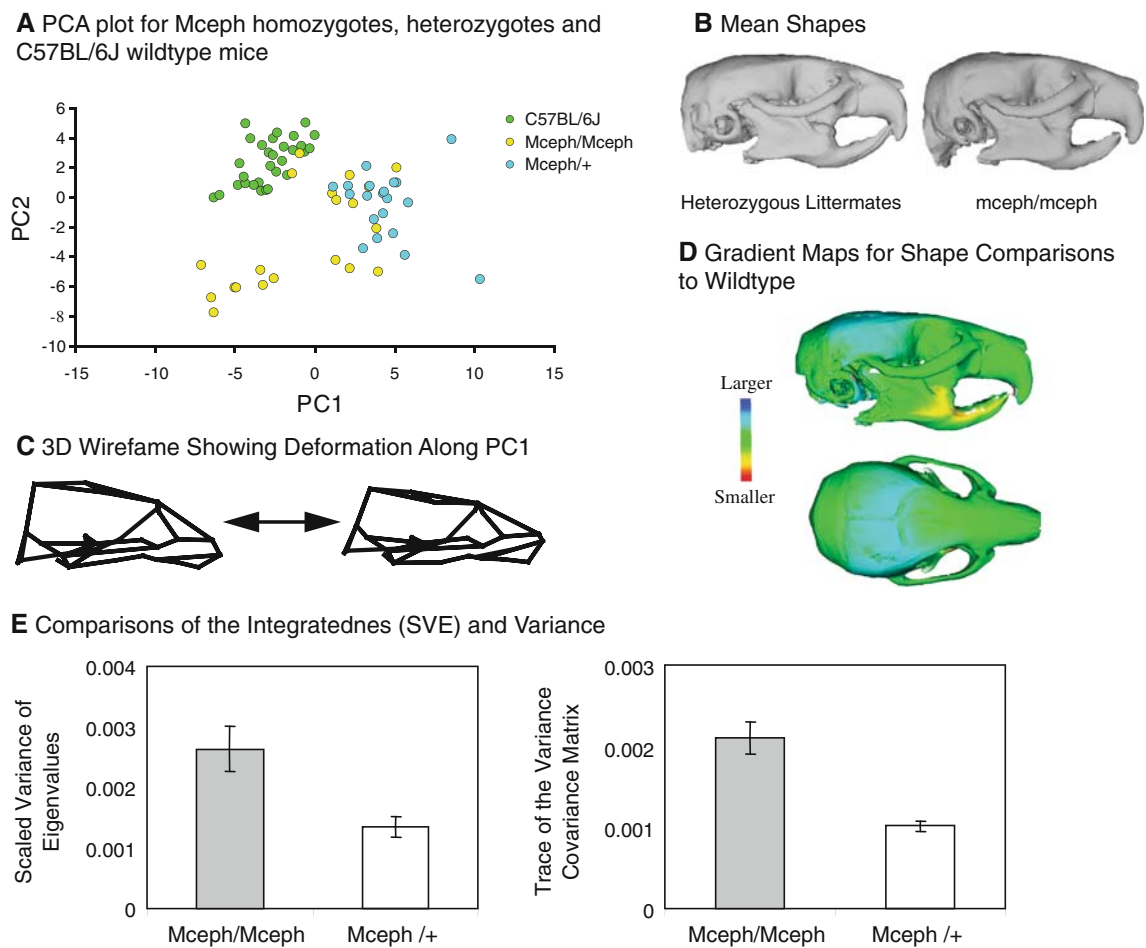 A PCA plot for Mceph homozygotes, heterozygotes and
C57BL/6J wildtype mice
6
4
2
0
-2
-4
-6
-8
-10
PC2
-15
-10
-5
0
5
10
15
PC1
C57BL/6J
Mceph/Mceph
Mceph/+
B Mean Shapes
Heterozygous Littermates
mceph/mceph
C 3D Wirefame Showing Deformation Along PC1
D Gradient Maps for Shape Comparisons
to Wildtype
Larger
Smaller
E Comparisons of the Integratednes (SVE) and Variance
Scaled Variance of
Eigenvalues
0.004
0.003
0.002
0.001
0
Mceph/Mceph
Mceph /+
Trace of the Variance
Covariance Matrix
0.003
0.002
0.001
0
Mceph/Mceph
Mceph /+